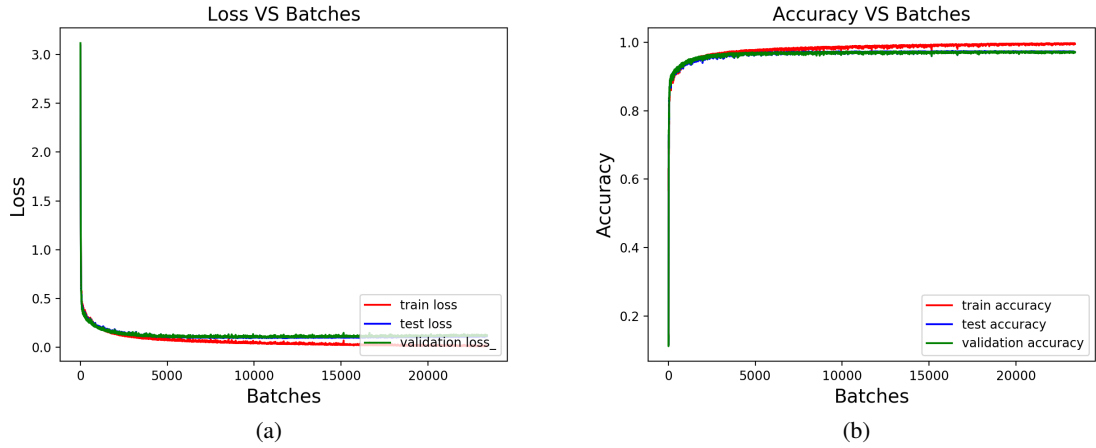 Loss VS Batches
3.0
2.5
2.0
1.5
1.0
0.5
0.0
Loss
train loss
test loss
validation loss_
0 5000 10000 15000 20000
Batches
(a)
Accuracy VS Batches
1.0
0.8
0.6
0.4
0.2
Accuracy
train accuracy
test accuracy
validation accuracy
0 5000 10000 15000 20000
Batches
(b)